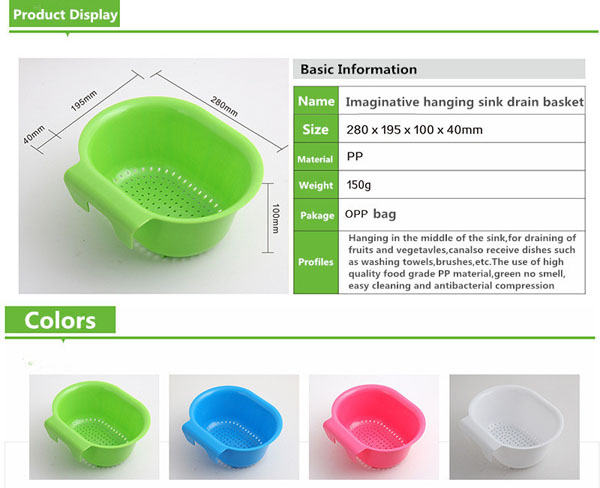 Product Display
195mm
280mm
40mm
100mm
Basic Information
Name Imaginative hanging sink drain basket
Size 280 x 195 x 100 x 40mm
Material PP
Weight 150g
Pakage OPP bag
Profiles Hanging in the middle of the sink,for draining of
fruits and vegetavles,canalso receive dishes such
as washing towels,brushes,etc.The use of high
quality food grade PP material,green no smell,
easy cleaning and antibacterial compression
Colors